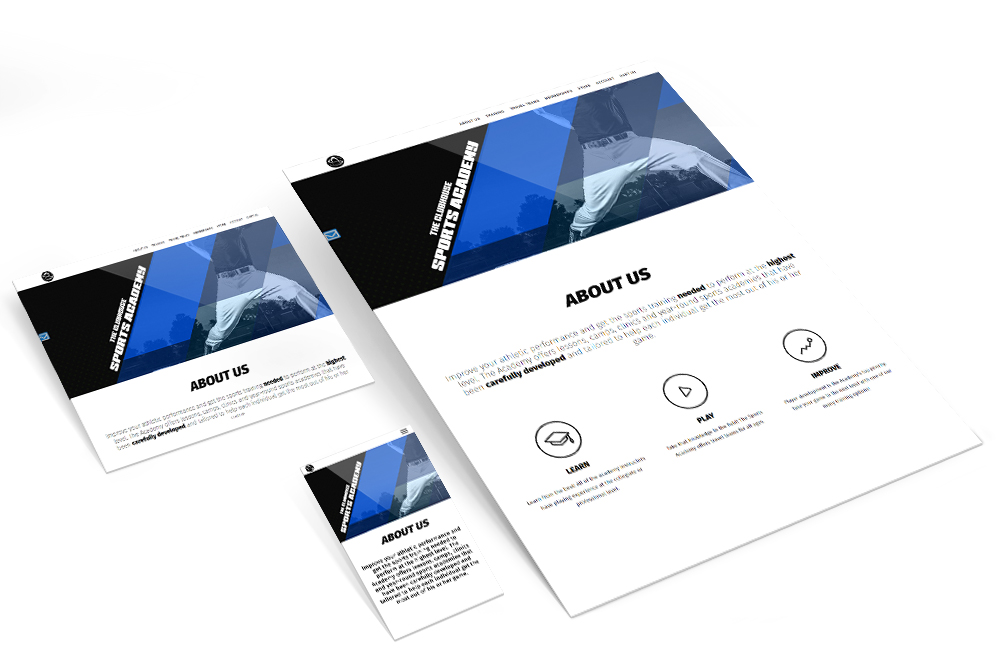 ABOUT US TRAINING TRAVEL TEAMS MEMBERSHIPS STORE ACCOUNT
THE CLUBHOUSE
SPORTS ACADEMY
ABOUT US
Improve your athletic performance and get the sports training needed to perform at the highest
level. The Academy offers lessons, camps, clinics and year-round sports academies that have
been carefully developed and tailored to help each individual get the most out of his or her
game.
LEARN
Learn from the best! All of the academy instructors
have playing experience at the collegiate or
professional level.
PLAY
Take that knowledge to the field! The Sports
Academy offers travel teams for all ages
IMPROVE
Player development is the Academy's top priority.
take your game to the next level with one of our
many training options!
THE CLUBHOUSE
SPORTS ACADEMY
ABOUT US
Improve your athletic performance and get the sports training needed to perform at the highest
level. The Academy offers lessons, camps, clinics and year-round sports academies that have
been carefully developed and tailored to help each individual get the most out of his or her
game.
THE CLUBHOUSE
SPORTS ACADEMY
ABOUT US
Improve your athletic performance and
get the sports training needed to
perform at the highest level. The
Academy offers lessons, camps, clinics
and year-round sports academies that
have been carefully developed and
tailored to help each individual get the
most out of his or her game.